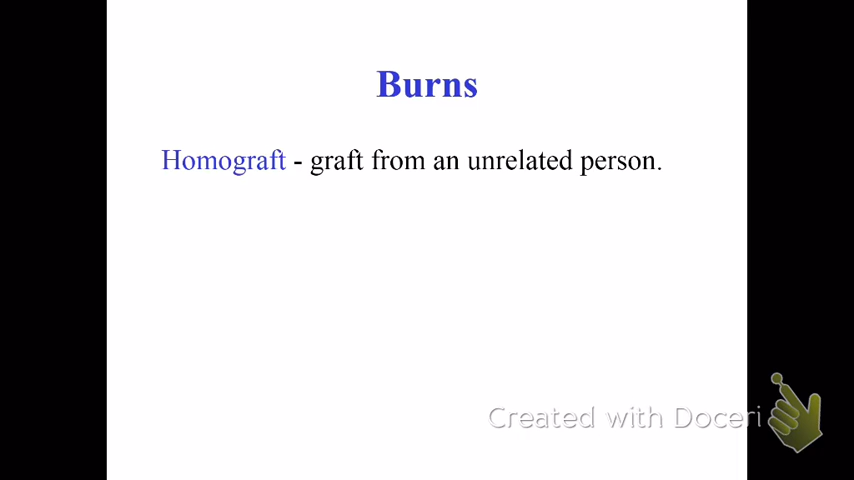 Burns
Homograft - graft from an unrelated person.
Created with Doceri